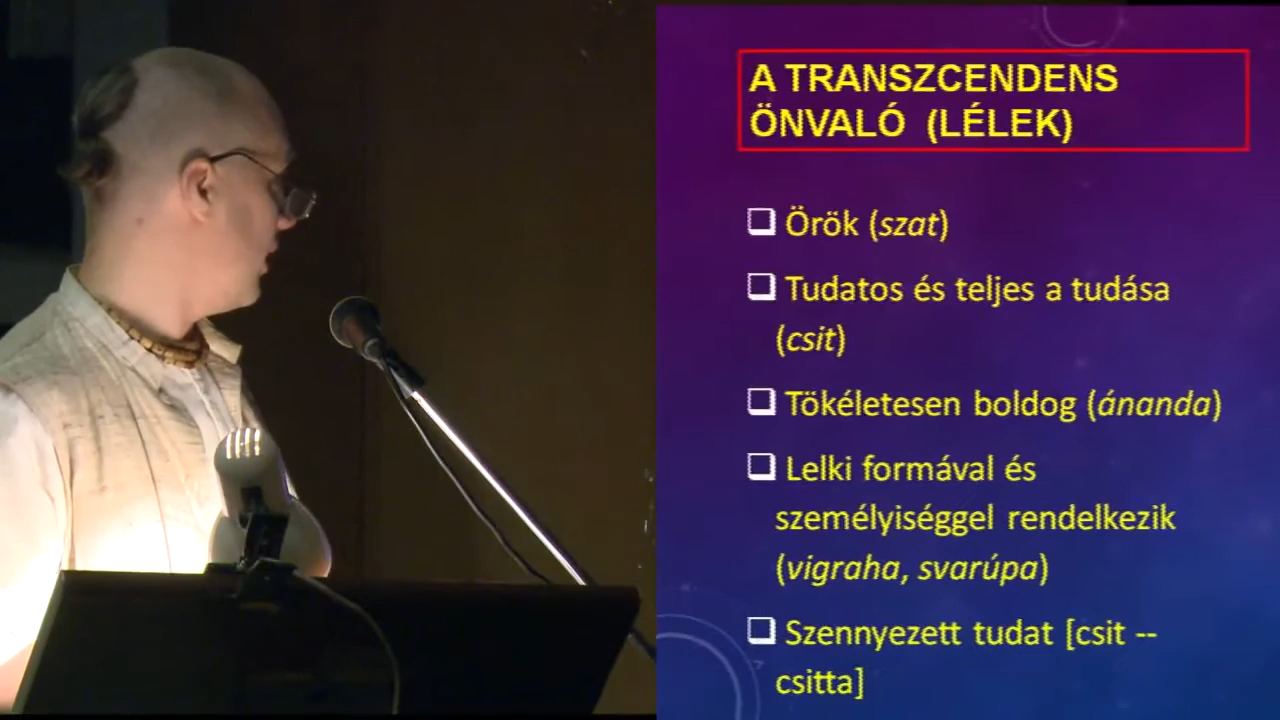 A TRANSZCENDENS
ÖNVALÓ (LÉLEK)
Örök (szat)
Tudatos és teljes a tudása
(csit)
Tökéletesen boldog (ánanda)
Lelki formával és
személyiséggel rendelkezik
(vigraha, svarúpa)
Szennyezett tudat [csit --
csitta]